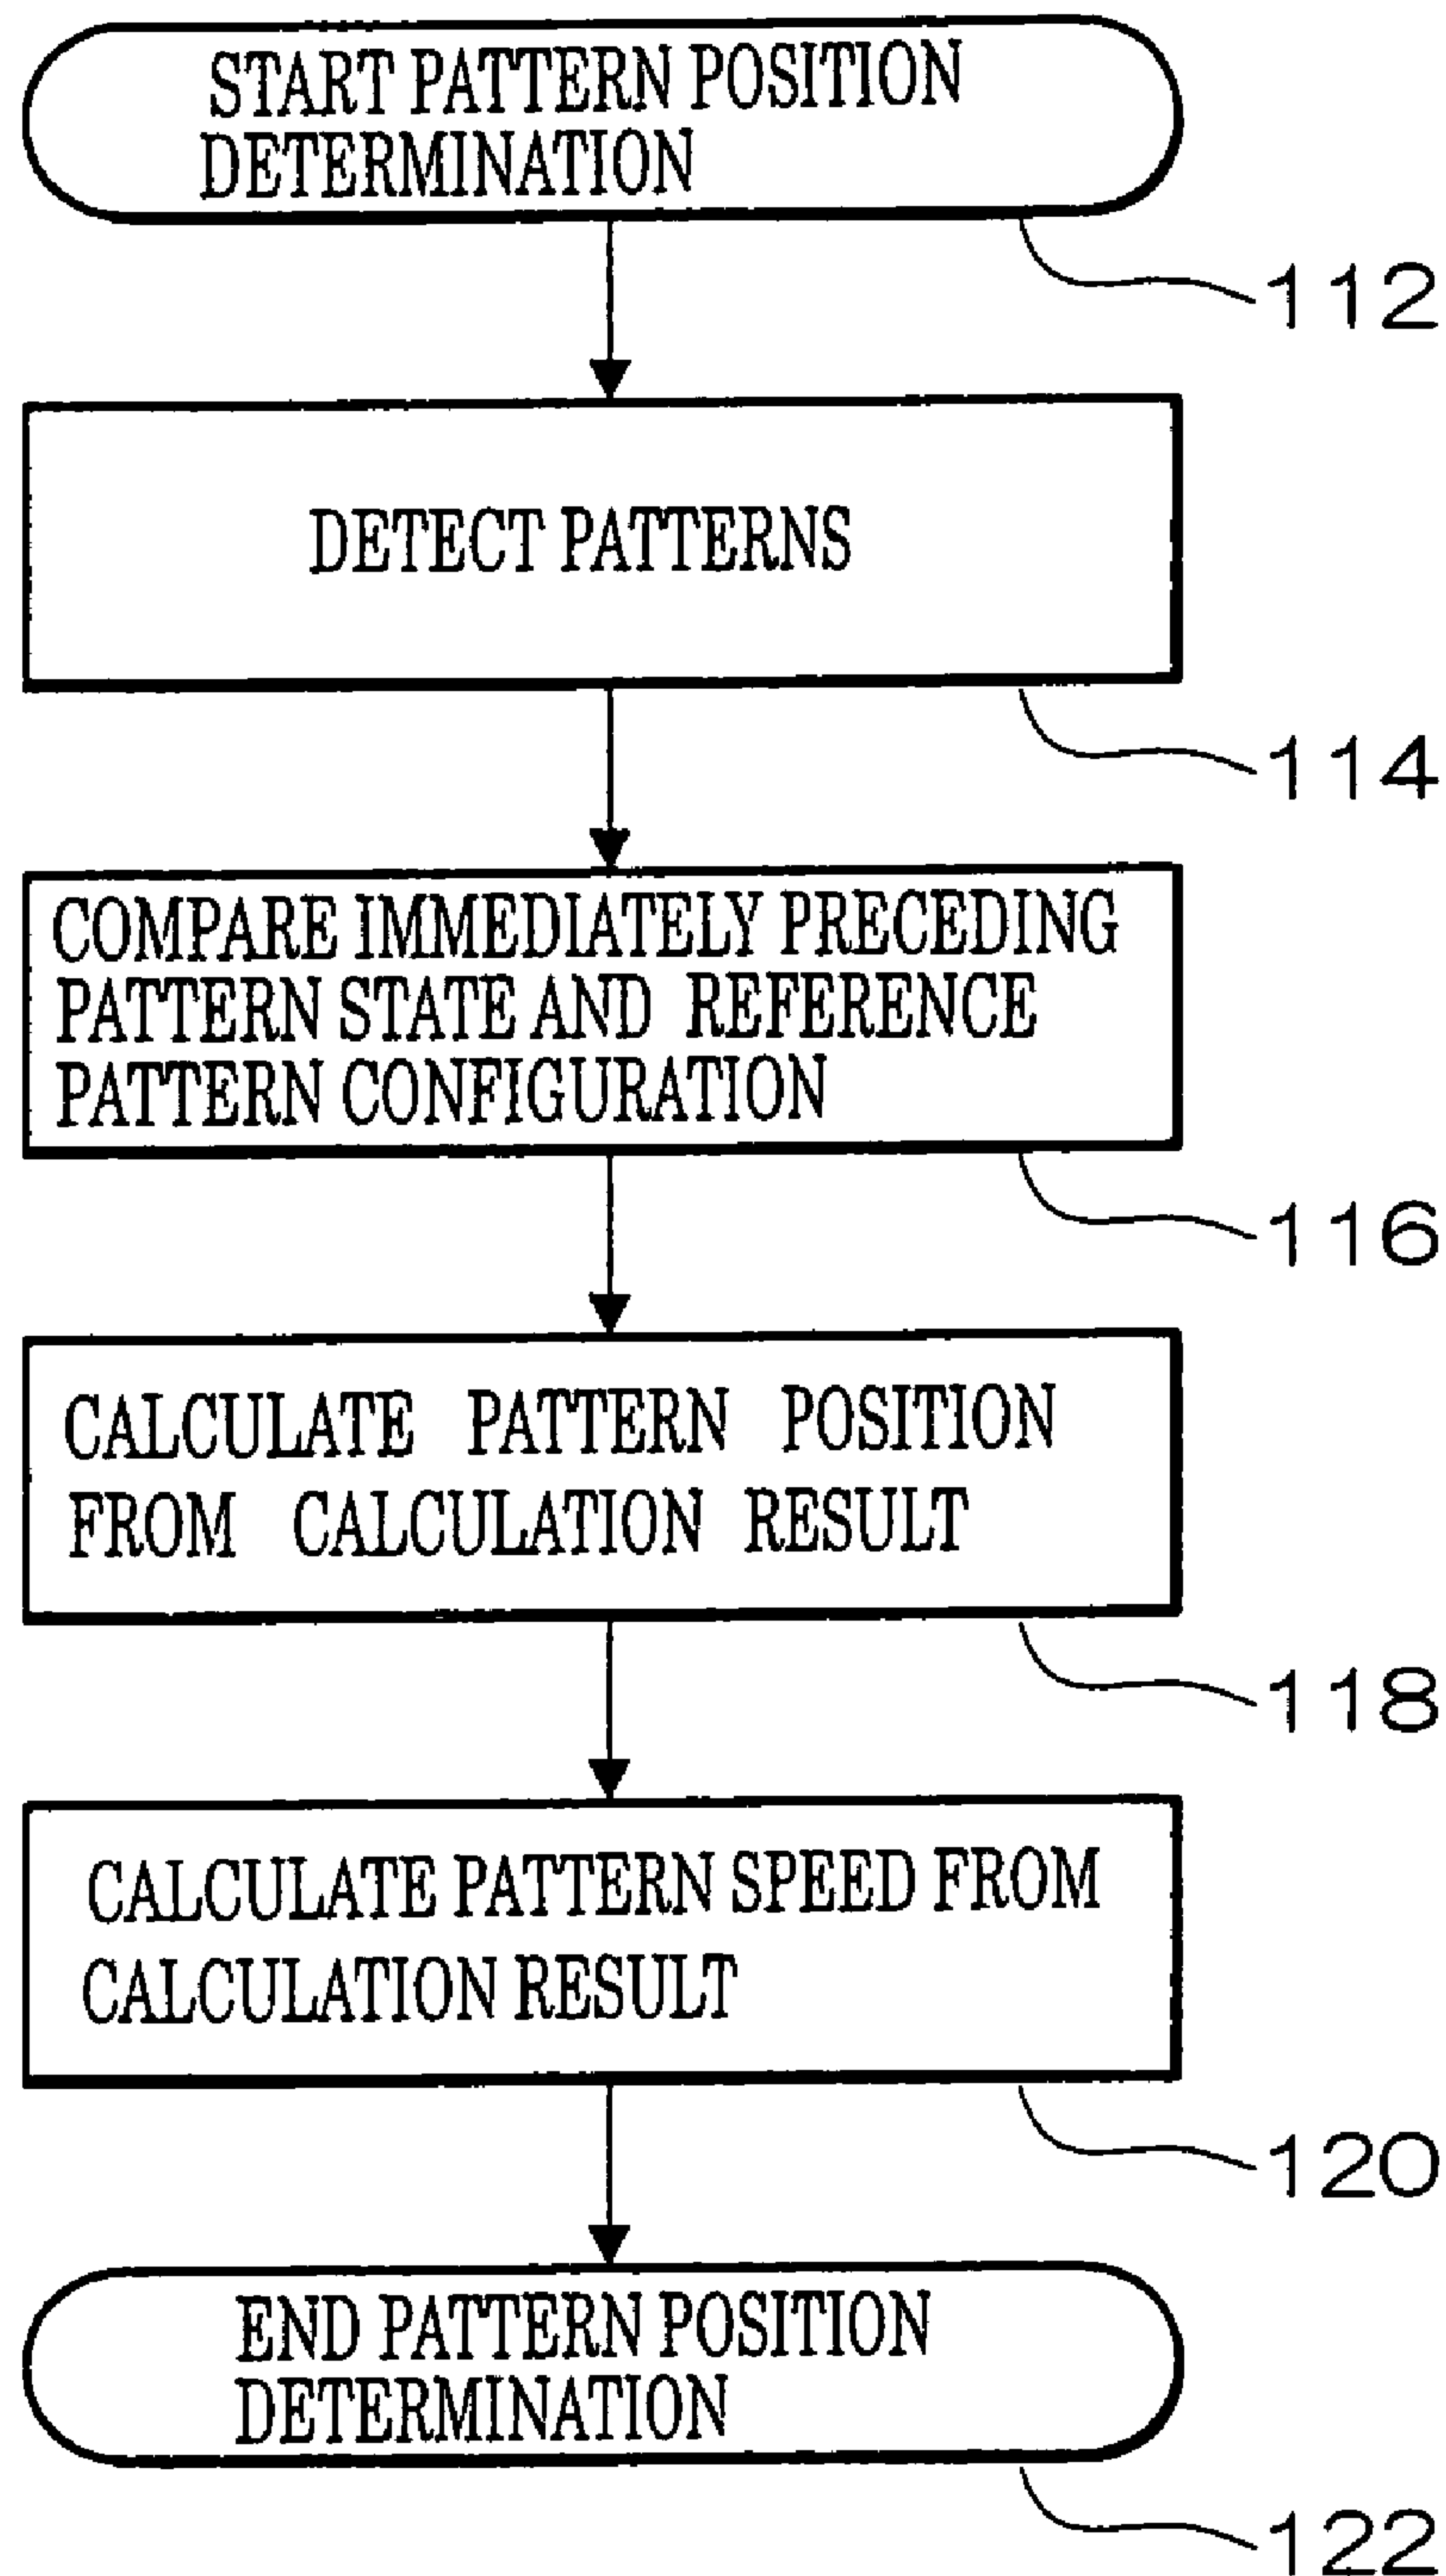 START PATTERN POSITION
DETERMINATION
112
DETECT PATTERNS
114
COMPARE IMMEDIATELY PRECEDING
PATTERN STATE AND REFERENCE
PATTERN CONFIGURATION
116
CALCULATE PATTERN POSITION
FROM CALCULATION RESULT
118
CALCULATE PATTERN SPEED FROM
CALCULATION RESULT
120
END PATTERN POSITION
DETERMINATION
122